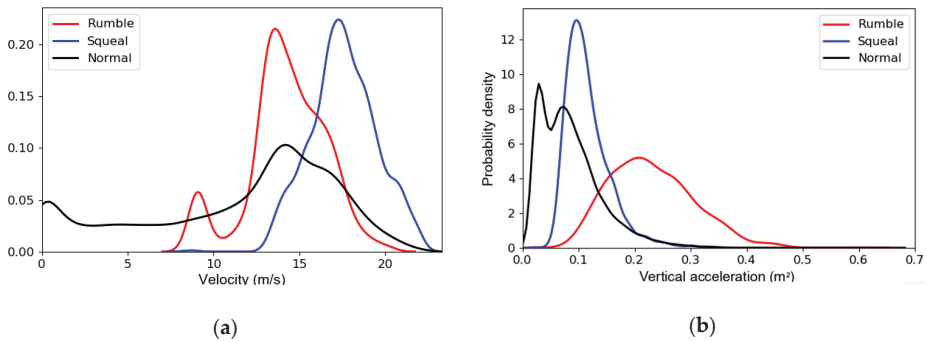 Rumble
Squeal
Normal
0.20
0.15
0.10
0.05
0.00
0
5
10
15
20
Velocity (m/s)
(a)
Rumble
Squeal
Normal
Probability density
12
10
8
6
4
2
0
0.0
0.1
0.2
0.3
0.4
0.5
0.6
0.7
Vertical acceleration (m²)
(b)